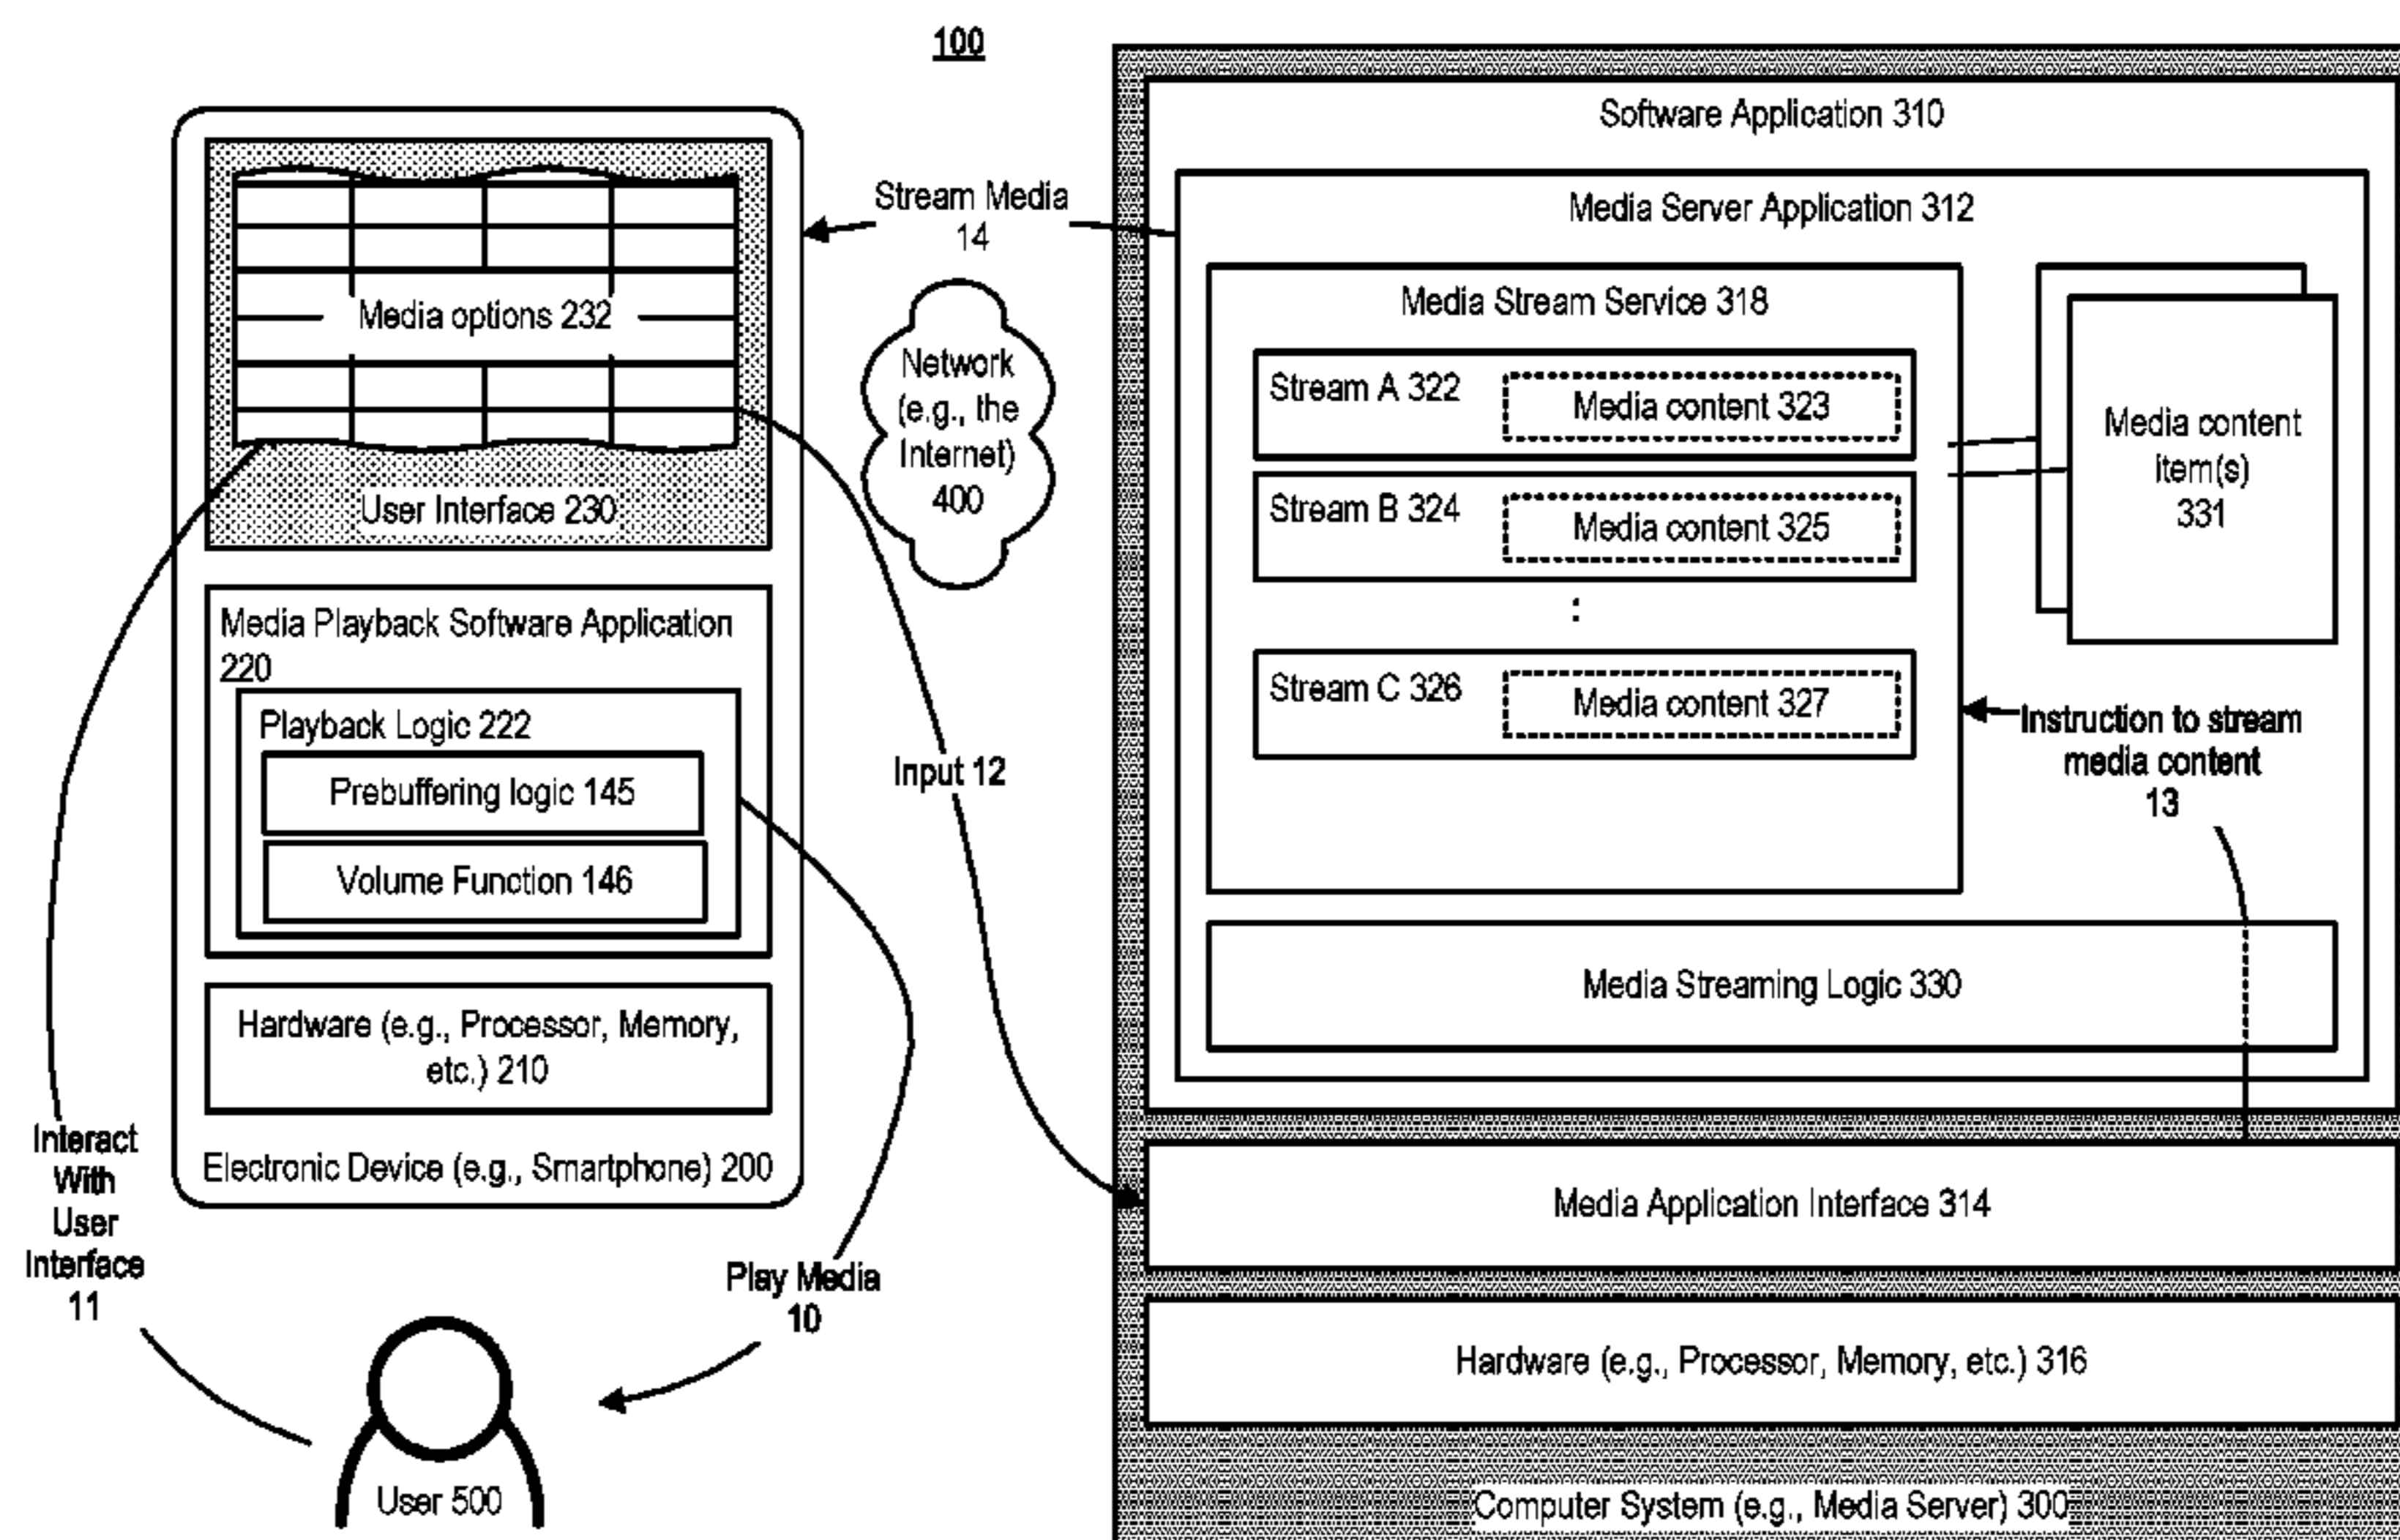 100
Media options 232
User Interface 230
Media Playback Software Application
220
Playback Logic 222
Prebuffering logic 145
Volume Function 146
Hardware (e.g., Processor, Memory,
etc.) 210
Electronic Device (e.g., Smartphone) 200
Interact
With
User
Interface
11
User 500
Play Media
10
Stream Media
14
Network
(e.g., the
Internet)
400
Input 12
Software Application 310
Media Server Application 312
Media Stream Service 318
Stream A 322
Media content 323
Stream B 324
Media content 325
:
Stream C 326
Media content 327
Media content
item(s)
331
Instruction to stream
media content
13
Media Streaming Logic 330
Media Application Interface 314
Hardware (e.g., Processor, Memory, etc.) 316
Computer System (e.g., Media Server) 300